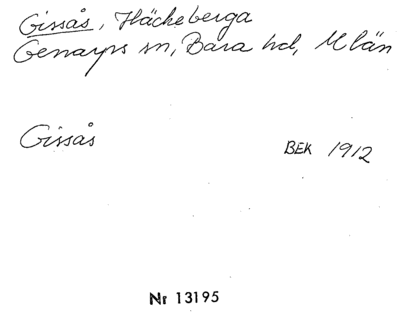 Gissås, Häckeberga
Genarps sn, Bara hd, M län
Gissås
BEK 1912
Nr 13195